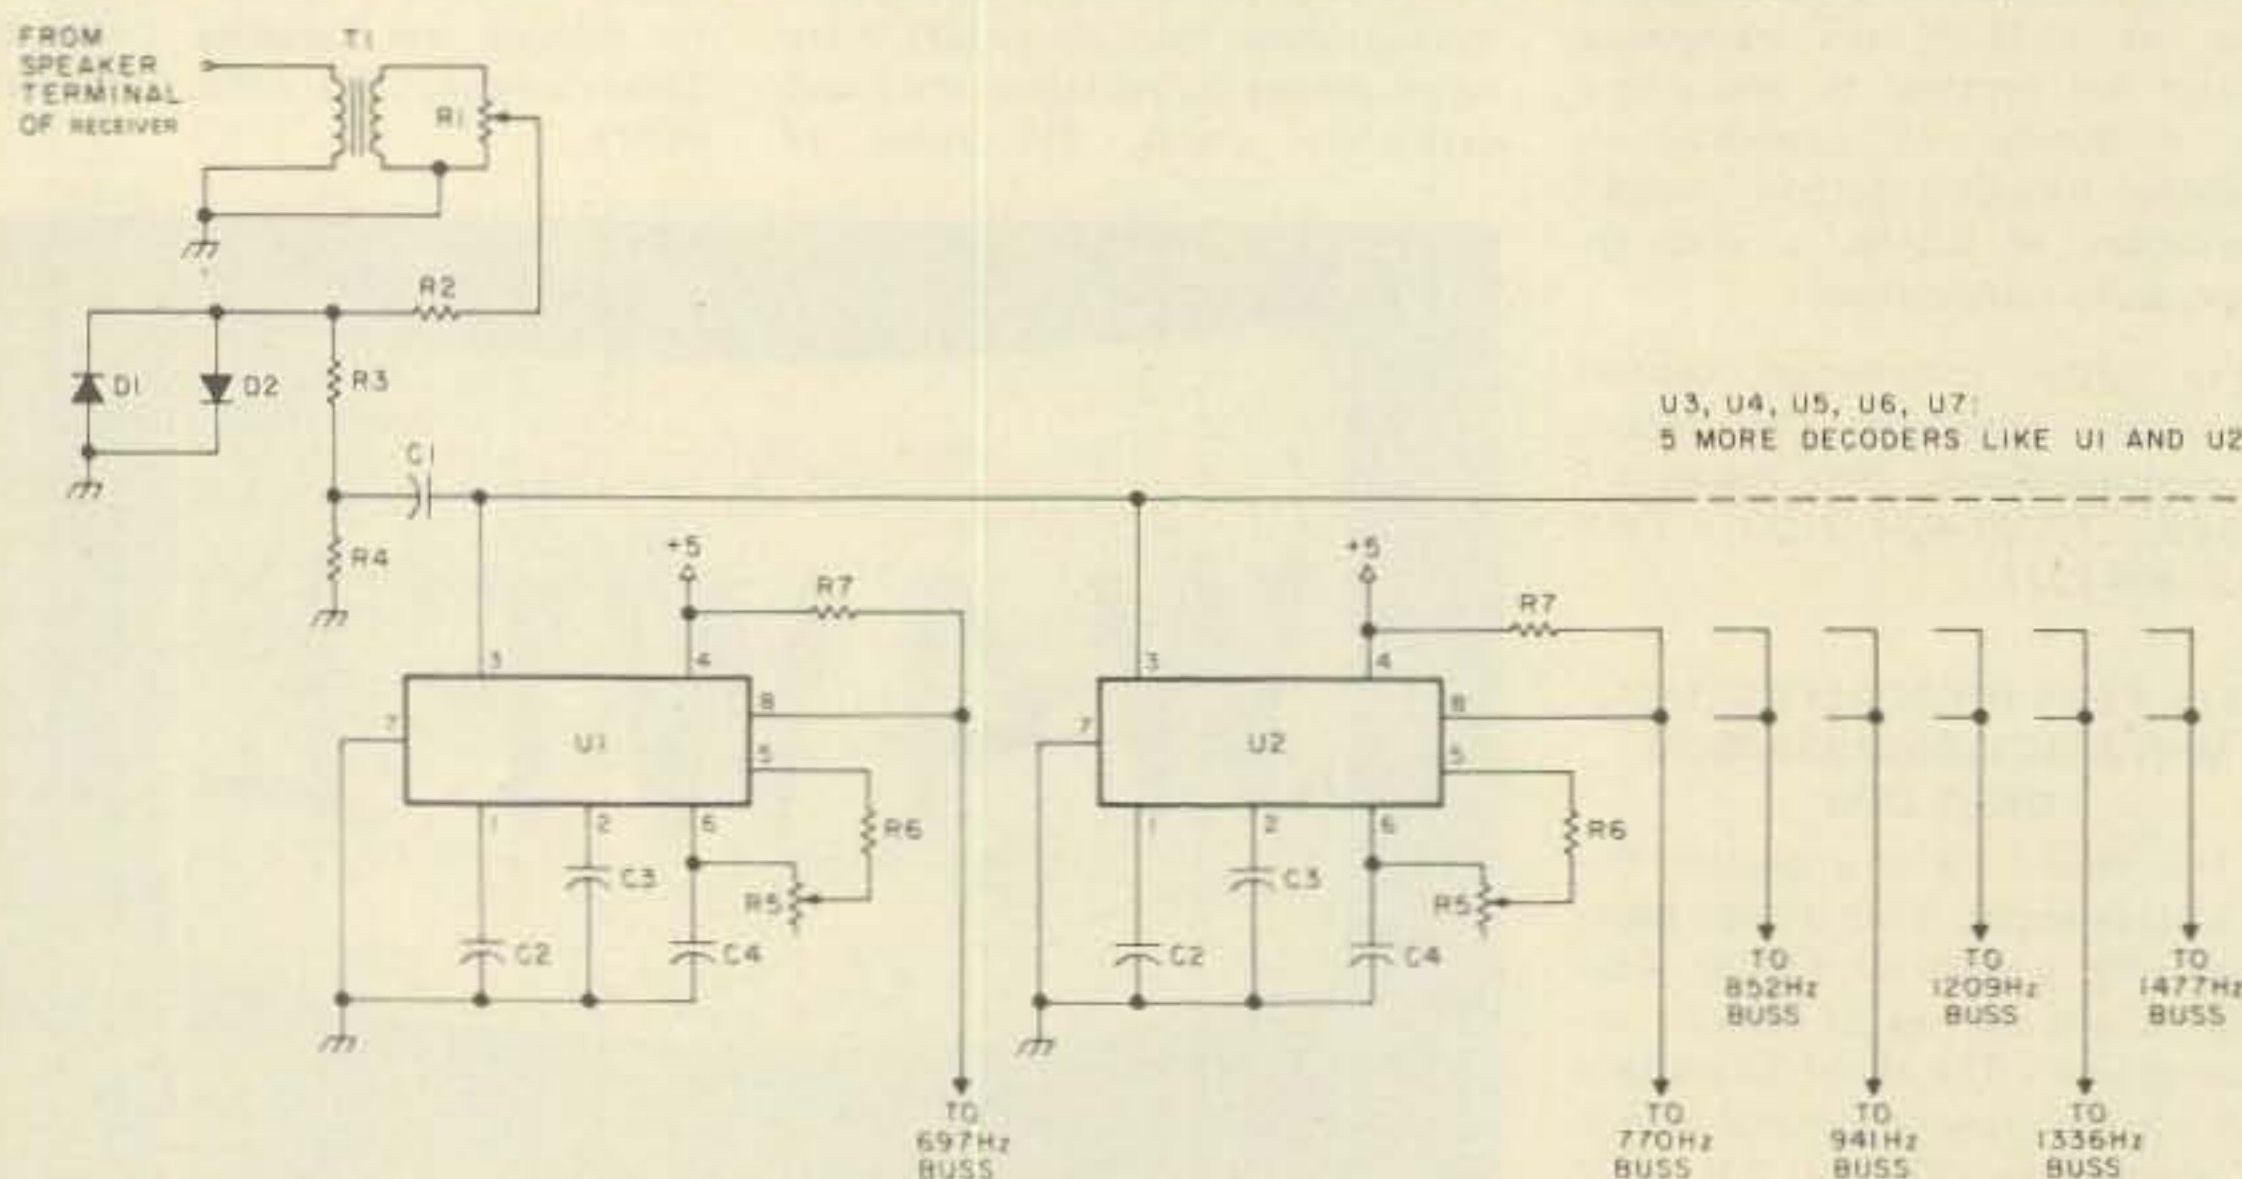 FROM
SPEAKER
TERMINAL
OF RECEIVER
T1
R1
R2
D1
D2
R3
C1
R4
U3, U4, U5, U6, U7:
5 MORE DECODERS LIKE U1 AND U2
+5
R7
3
4
7
U1
8
5
1
2
6
R6
C3
R5
C2
C4
TO
697Hz
BUSS
+5
R7
3
4
7
U2
8
5
1
2
6
R6
C3
R5
C2
C4
TO
770Hz
BUSS
TO
852Hz
BUSS
TO
941Hz
BUSS
TO
1209Hz
BUSS
TO
1336Hz
BUSS
TO
1477Hz
BUSS